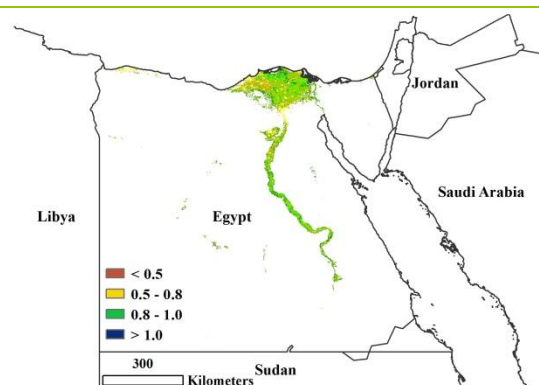 Jordan
Saudi Arabia
Libya
Egypt
< 0.5
0.5 - 0.8
0.8 - 1.0
> 1.0
300
Kilometers
Sudan